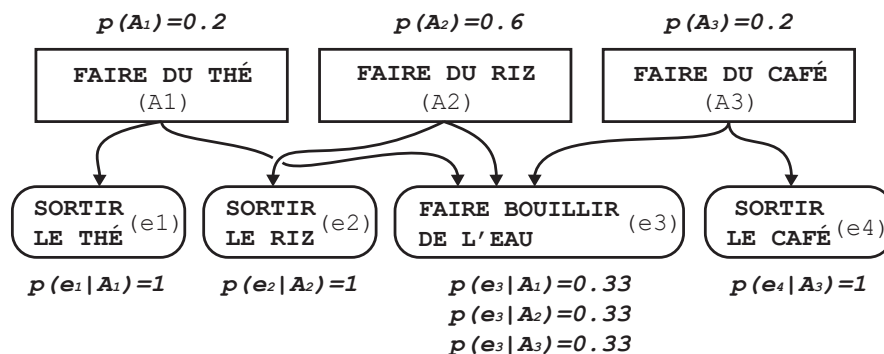 p(A₁)=0.2 p(A₂)=0.6 p(A₃)=0.2
FAIRE DU THÉ FAIRE DU RIZ FAIRE DU CAFÉ
(A1) (A2) (A3)
SORTIR LE THÉ (e1)
SORTIR LE RIZ (e2)
FAIRE BOUILLIR DE L'EAU (e3)
SORTIR LE CAFÉ (e4)
p(e₁|A₁)=1 p(e₂|A₂)=1 p(e₃|A₁)=0.33 p(e₄|A₃)=1
p(e₃|A₂)=0.33
p(e₃|A₃)=0.33